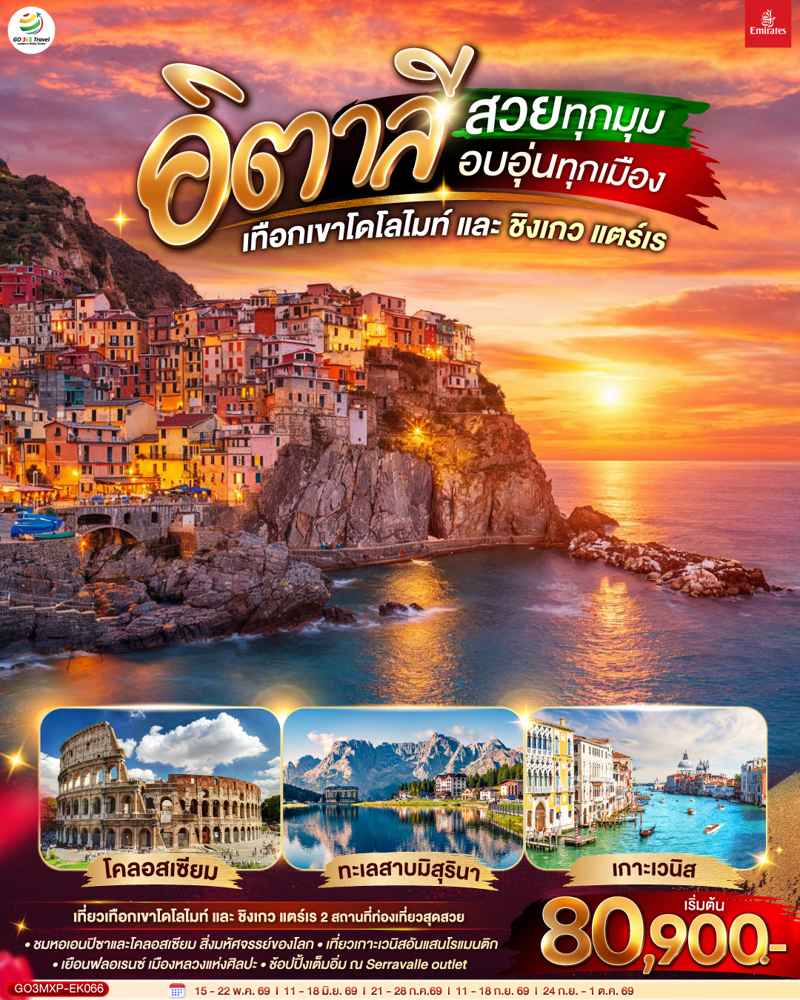 GO 365 Travel
Leaders in Global Tourism
Emirates
อิตาลี
สวยทุกมุม
อบอุ่นทุกเมือง
เทือกเขาโดโลไมท์ และ ชิงเกว แตร์เร
โคลอสเซียม
ทะเลสาบมิสุรินา
เกาะเวนิส
เที่ยวเทือกเขาโดโลไมท์ และ ชิงเกว แตร์เร 2 สถานที่ท่องเที่ยวสุดสวย
• ชมหอเอนปิซาและโคลอสเซียม สิ่งมหัศจรรย์ของโลก • เที่ยวเกาะเวนิสอันแสนโรแมนติก
• เยือนฟลอเรนซ์ เมืองหลวงแห่งศิลปะ • ช้อปปิ้งเต็มอิ่ม ณ Serravalle outlet
เริ่มต้น
80,900.-
GO3MXP-EK066
15 - 22 พ.ค. 69 | 11 - 18 มิ.ย. 69 | 21 - 28 ก.ค.69 | 11 - 18 ก.ย. 69 | 24 ก.ย. - 1 ต.ค. 69